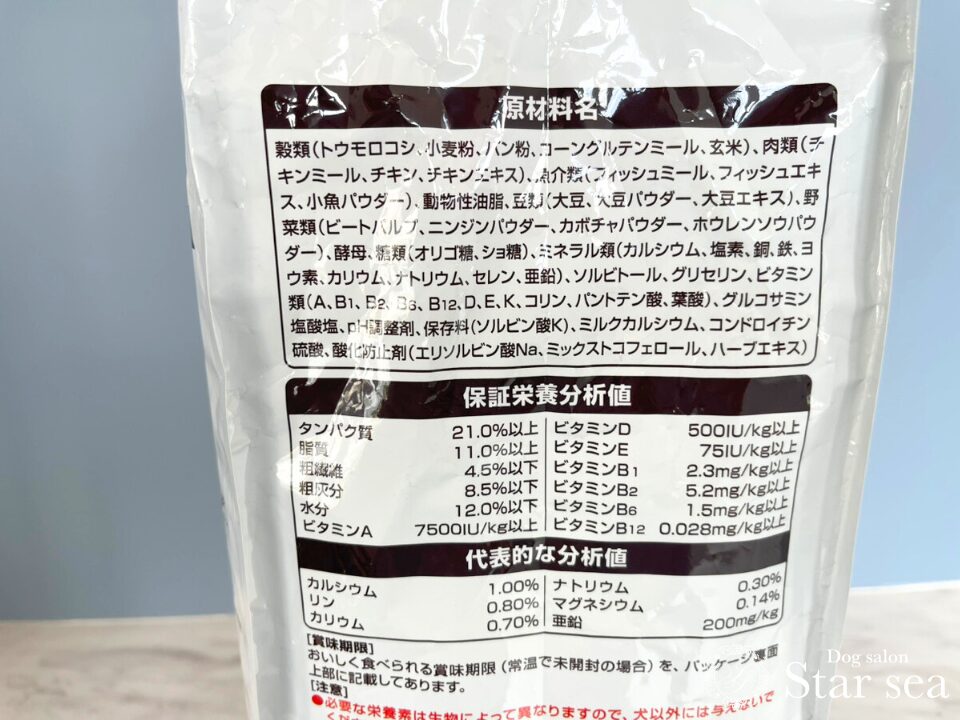 原材料名
穀類(トウモロコシ、小麦粉、パン粉、コーングルテンミール、玄米)、肉類(チ
キンミール、チキン、チキンエキス)、魚介類(フィッシュミール、フィッシュエキ
ス、小魚パウダー)、動物性油脂、豆類(大豆、大豆パウダー、大豆エキス)、野
菜類(ビートパルプ、ニンジンパウダー、カボチャパウダー、ホウレンソウパウ
ダー)、酵母、糖類(オリゴ糖、ショ糖)、ミネラル類(カルシウム、塩素、銅、鉄、ヨ
ウ素、カリウム、ナトリウム、セレン、亜鉛)、ソルビトール、グリセリン、ビタミン
類(A、B1、B2、B6、B12、D、E、K、コリン、パントテン酸、葉酸)、グルコサミン
塩酸塩、pH調整剤、保存料(ソルビン酸K)、ミルクカルシウム、コンドロイチン
硫酸、酸化防止剤(エリソルビン酸Na、ミックストコフェロール、ハーブエキス)
保証栄養分析値
タンパク質 21.0%以上 ビタミンD 500IU/kg以上
脂質 11.0%以上 ビタミンE 75IU/kg以上
粗繊維 4.5%以下 ビタミンB1 2.3mg/kg以上
粗灰分 8.5%以下 ビタミンB2 5.2mg/kg以上
水分 12.0%以下 ビタミンB6 1.5mg/kg以上
ビタミンA 7500IU/kg以上 ビタミンB12 0.028mg/kg以上
代表的な分析値
カルシウム 1.00% ナトリウム 0.30%
リン 0.80% マグネシウム 0.14%
カリウム 0.70% 亜鉛 200mg/kg
[賞味期限]
おいしく食べられる賞味期限(常温で未開封の場合)を、パッケージ裏面
上部に記載してあります。
[注意]
●必要な栄養素は生物によって異なりますので、犬以外には与えないで
Dog salon
Star sea